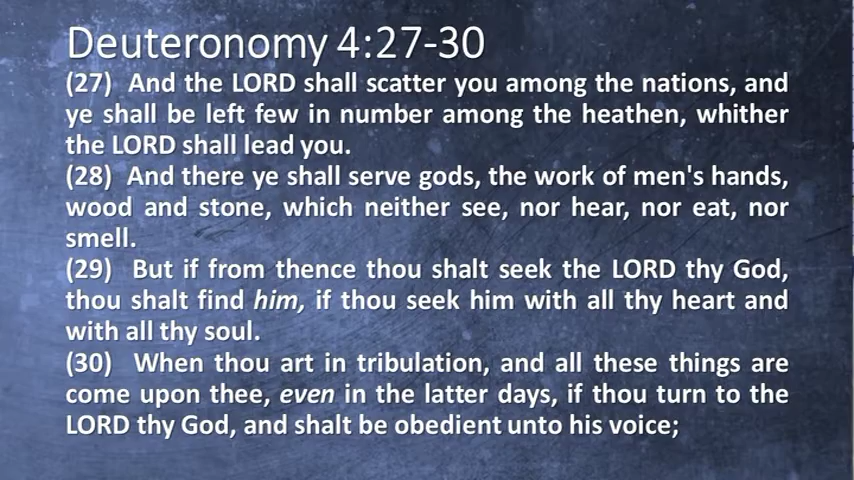 Deuteronomy 4:27-30
(27) And the LORD shall scatter you among the nations, and
ye shall be left few in number among the heathen, whither
the LORD shall lead you.
(28) And there ye shall serve gods, the work of men's hands,
wood and stone, which neither see, nor hear, nor eat, nor
smell.
(29) But if from thence thou shalt seek the LORD thy God,
thou shalt find him, if thou seek him with all thy heart and
with all thy soul.
(30) When thou art in tribulation, and all these things are
come upon thee, even in the latter days, if thou turn to the
LORD thy God, and shalt be obedient unto his voice;